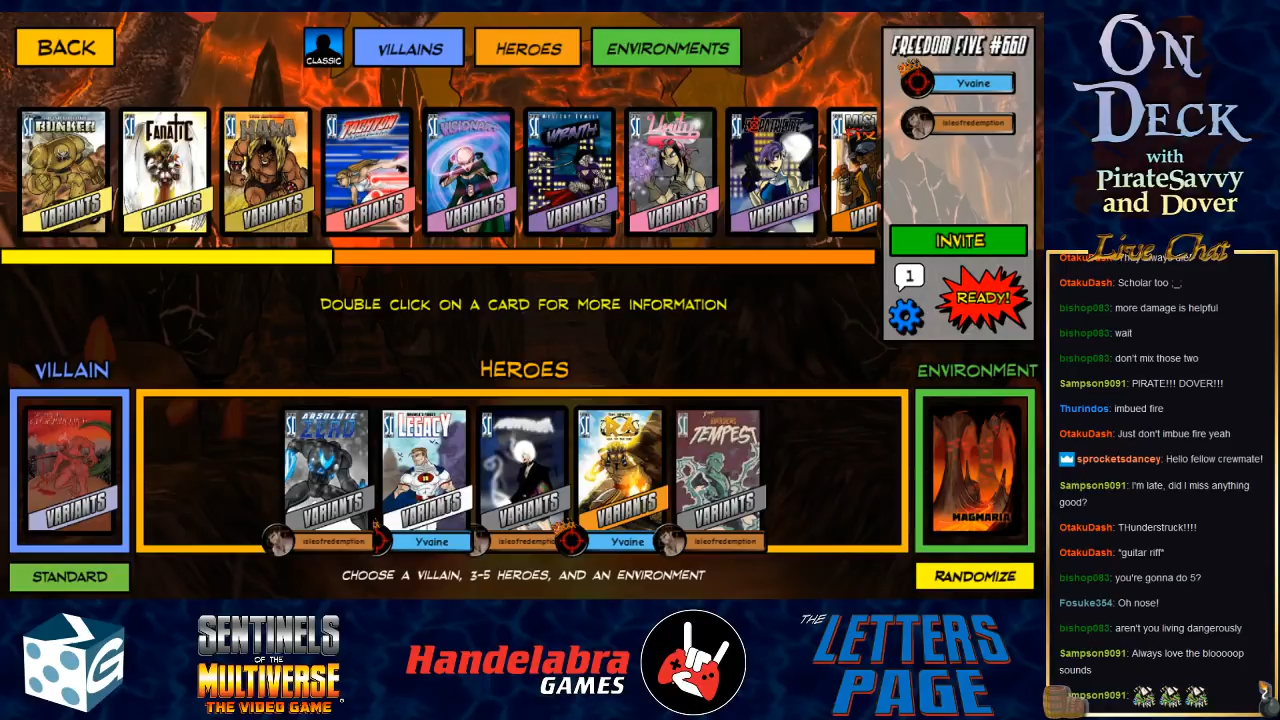 BACK
CLASSIC
VILLAINS
HEROES
ENVIRONMENTS
BUNKER
FANATIC
HAKA
TACHYON
VISIONARY
WRAITH
Unity
VARIANTS
VARIANTS
VARIANTS
VARIANTS
VARIANTS
VARIANTS
VARIANTS
VARIANTS
FREEDOM FIVE #660
Yvaine
isleofredemption
INVITE
1
READY!
DOUBLE CLICK ON A CARD FOR MORE INFORMATION
VILLAIN
HEROES
ENVIRONMENT
ABSOLUTE ZERO
LEGACY
RA
TEMPEST
VARIANTS
VARIANTS
VARIANTS
VARIANTS
VARIANTS
VARIANTS
MAGMARIA
isleofredemption
Yvaine
isleofredemptio
Yvaine
isleofredemption
STANDARD
CHOOSE A VILLAIN, 3-5 HEROES, AND AN ENVIRONMENT
RANDOMIZE
SENTINELS
OF THE
MULTIVERSE
THE VIDEO GAME
Handelabra
GAMES
THE
LETTERS
PAGE
ON
DECK
with
PirateSavvy
and Dover
Live Chat
OtakuDash: Scholar too ;_;
bishop083: more damage is helpful
bishop083: wait
bishop083: don't mix those two
Sampson9091: PIRATE!!! DOVER!!!
Thurindos: imbued fire
OtakuDash: Just don't imbue fire yeah
sprocketsdancey: Hello fellow crewmate!
Sampson9091: I'm late, did I miss anything
good?
OtakuDash: THunderstruck!!!!
OtakuDash: *guitar riff*
bishop083: you're gonna do 5?
Fosuke354: Oh nose!
bishop083: aren't you living dangerously
Sampson9091: Always love the blooooop
sounds
mpson9091: